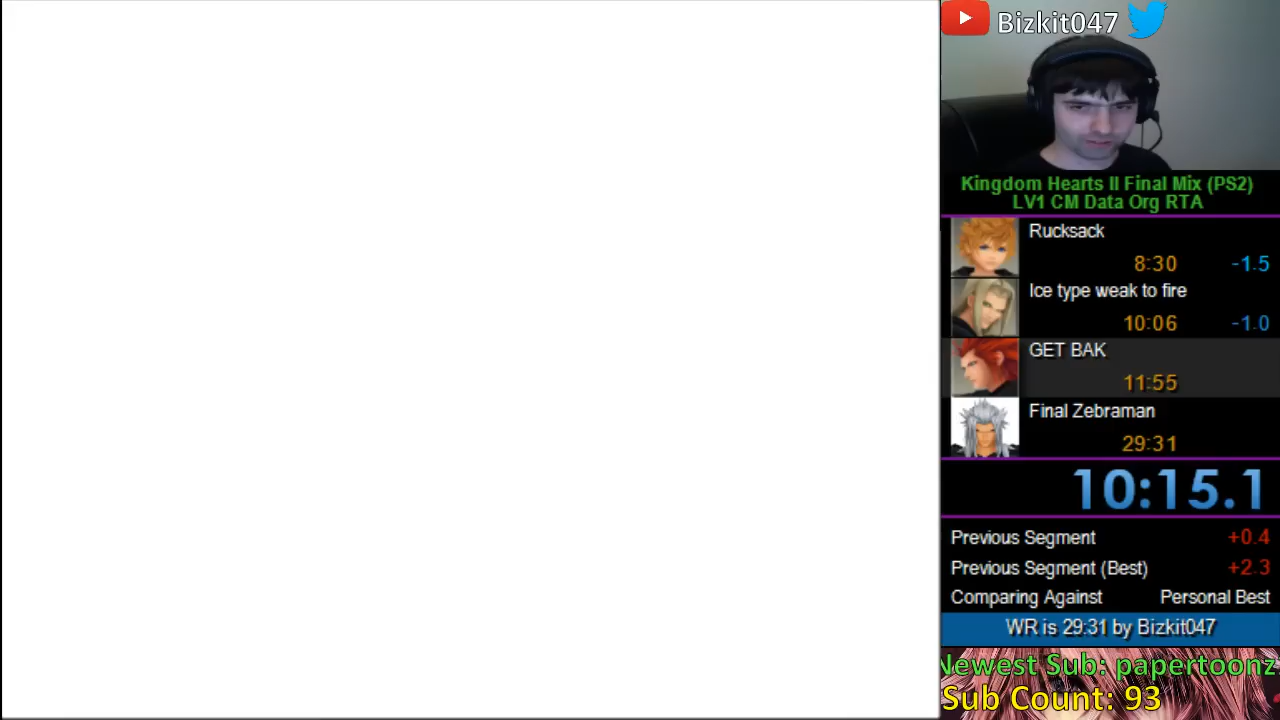 Bizkit047
Kingdom Hearts II Final Mix (PS2)
LV1 CM Data Org RTA
Rucksack
8:30 -1.5
Ice type weak to fire
10:06 -1.0
GET BAK
11:55
Final Zebraman
29:31
10:15.1
Previous Segment +0.4
Previous Segment (Best) +2.3
Comparing Against Personal Best
WR is 29:31 by Bizkit047
Newest Sub: papertoonz
Sub Count: 93